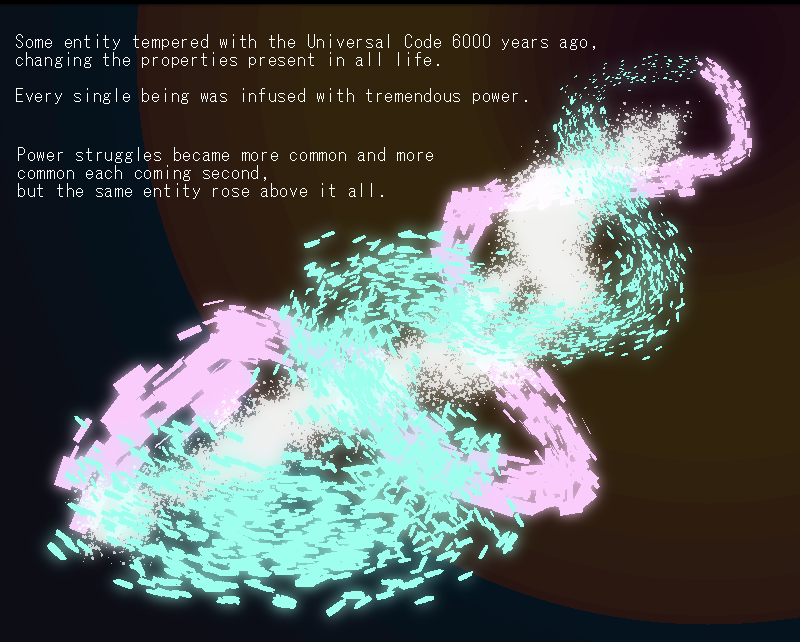 Some entity tempered with the Universal Code 6000 years ago,
changing the properties present in all life.
Every single being was infused with tremendous power.
Power struggles became more common and more
common each coming second,
but the same entity rose above it all.